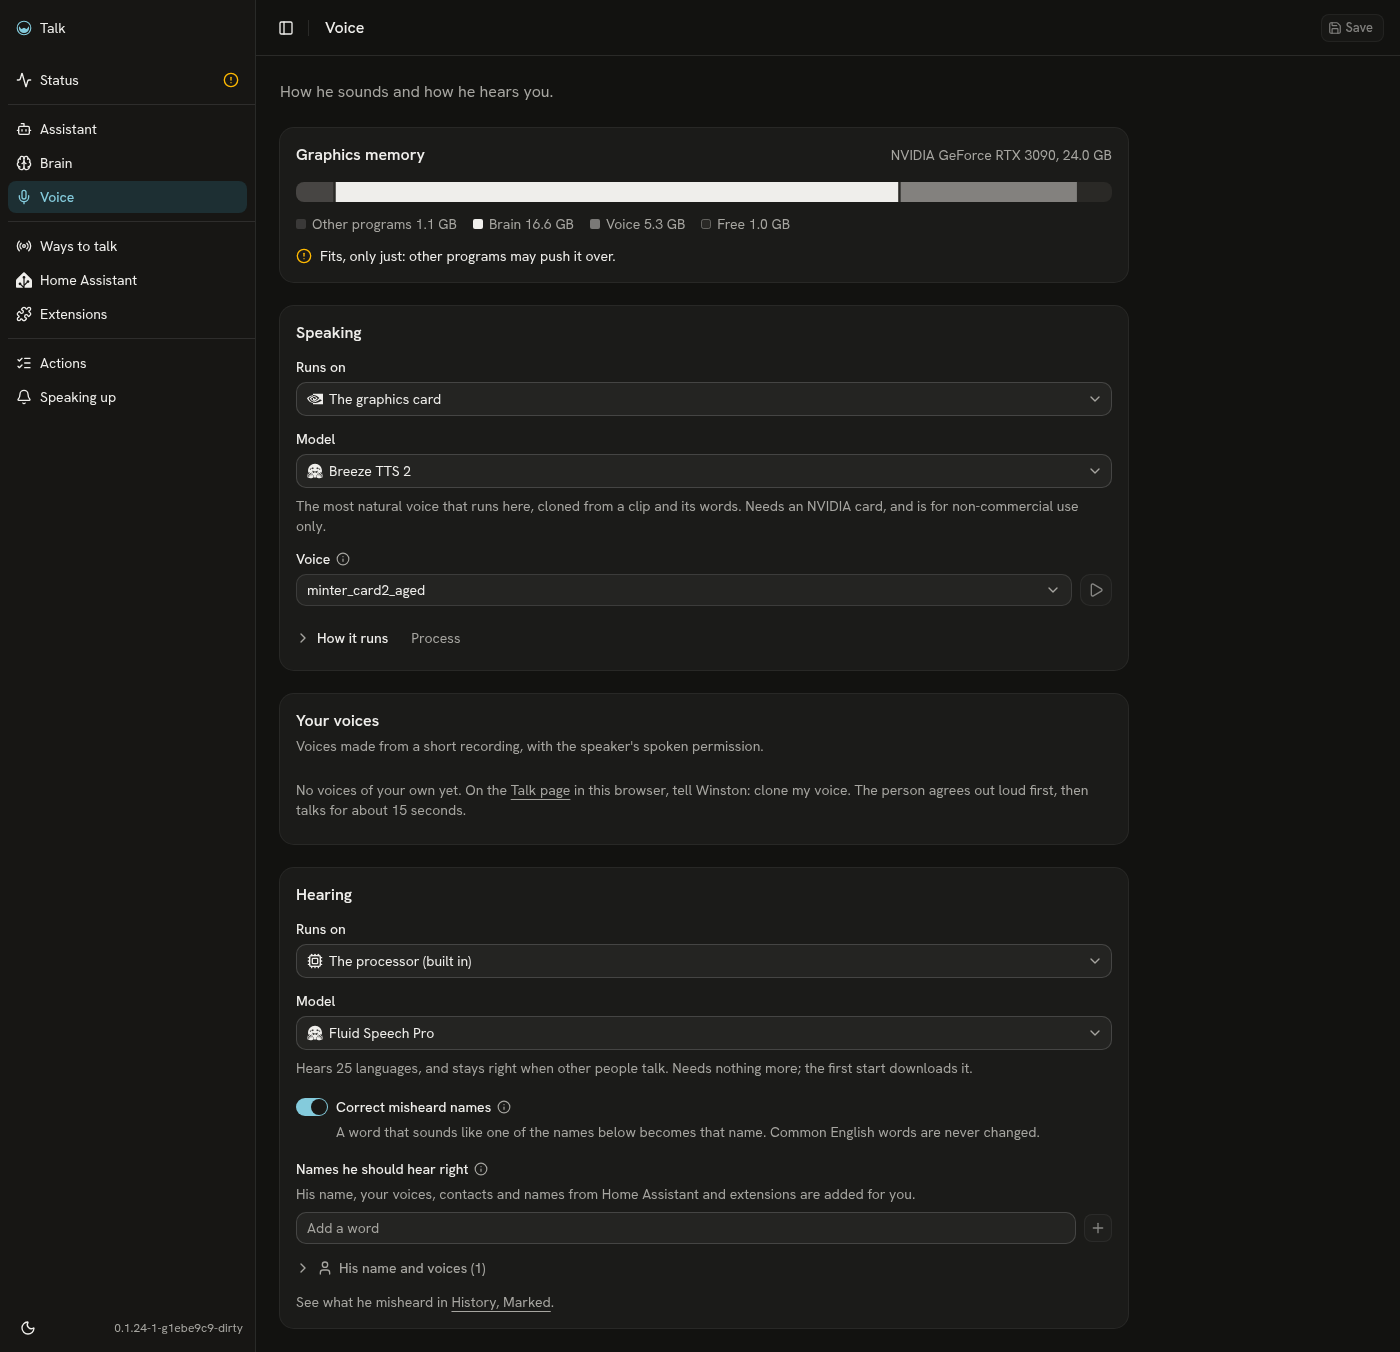 Talk
Status
Assistant
Brain
Voice
Ways to talk
Home Assistant
Extensions
Actions
Speaking up
0.1.24-1-g1ebe9c9-dirty
Voice
Save
How he sounds and how he hears you.
Graphics memory
NVIDIA GeForce RTX 3090, 24.0 GB
Other programs 1.1 GB
Brain 16.6 GB
Voice 5.3 GB
Free 1.0 GB
Fits, only just: other programs may push it over.
Speaking
Runs on
The graphics card
Model
Breeze TTS 2
The most natural voice that runs here, cloned from a clip and its words. Needs an NVIDIA card, and is for non-commercial use
only.
Voice
minter_card2_aged
How it runs
Process
Your voices
Voices made from a short recording, with the speaker's spoken permission.
No voices of your own yet. On the Talk page in this browser, tell Winston: clone my voice. The person agrees out loud first, then
talks for about 15 seconds.
Hearing
Runs on
The processor (built in)
Model
Fluid Speech Pro
Hears 25 languages, and stays right when other people talk. Needs nothing more; the first start downloads it.
Correct misheard names
A word that sounds like one of the names below becomes that name. Common English words are never changed.
Names he should hear right
His name, your voices, contacts and names from Home Assistant and extensions are added for you.
Add a word
His name and voices (1)
See what he misheard in History, Marked.